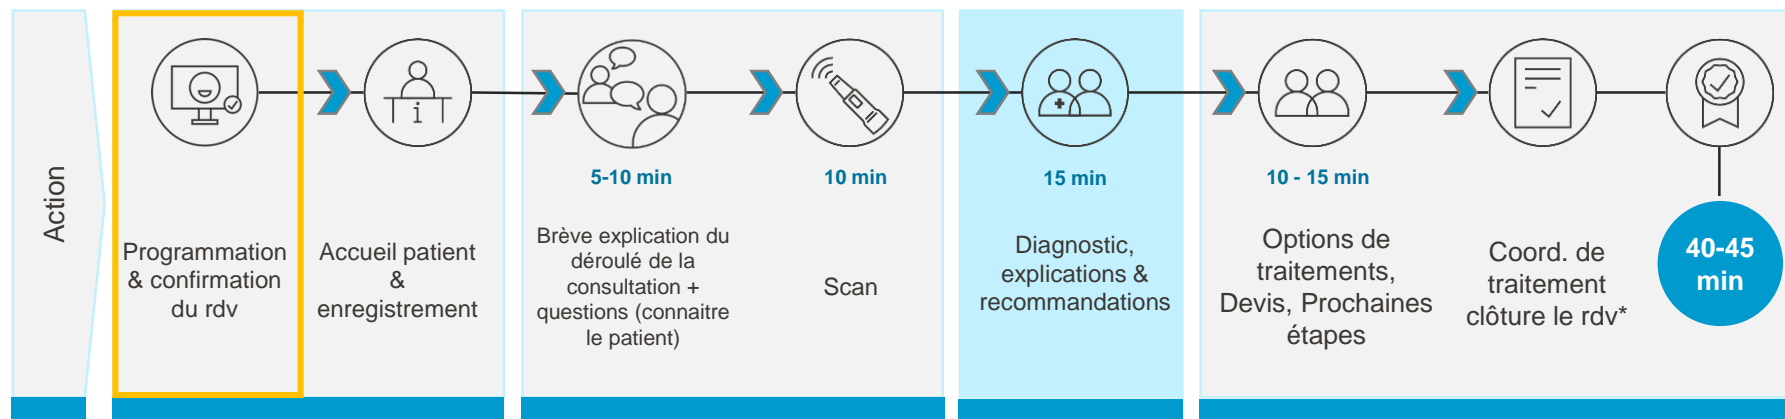 Action
Programmation
& confirmation
du rdv
i
Accueil patient
&
enregistrement
5-10 min
Brève explication du
déroulé de la
consultation +
questions (connaitre
le patient)
10 min
Scan
15 min
Diagnostic,
explications &
recommandations
10 - 15 min
Options de
traitements,
Devis, Prochaines
étapes
Coord. de
traitement
clôture le rdv*
40-45
min